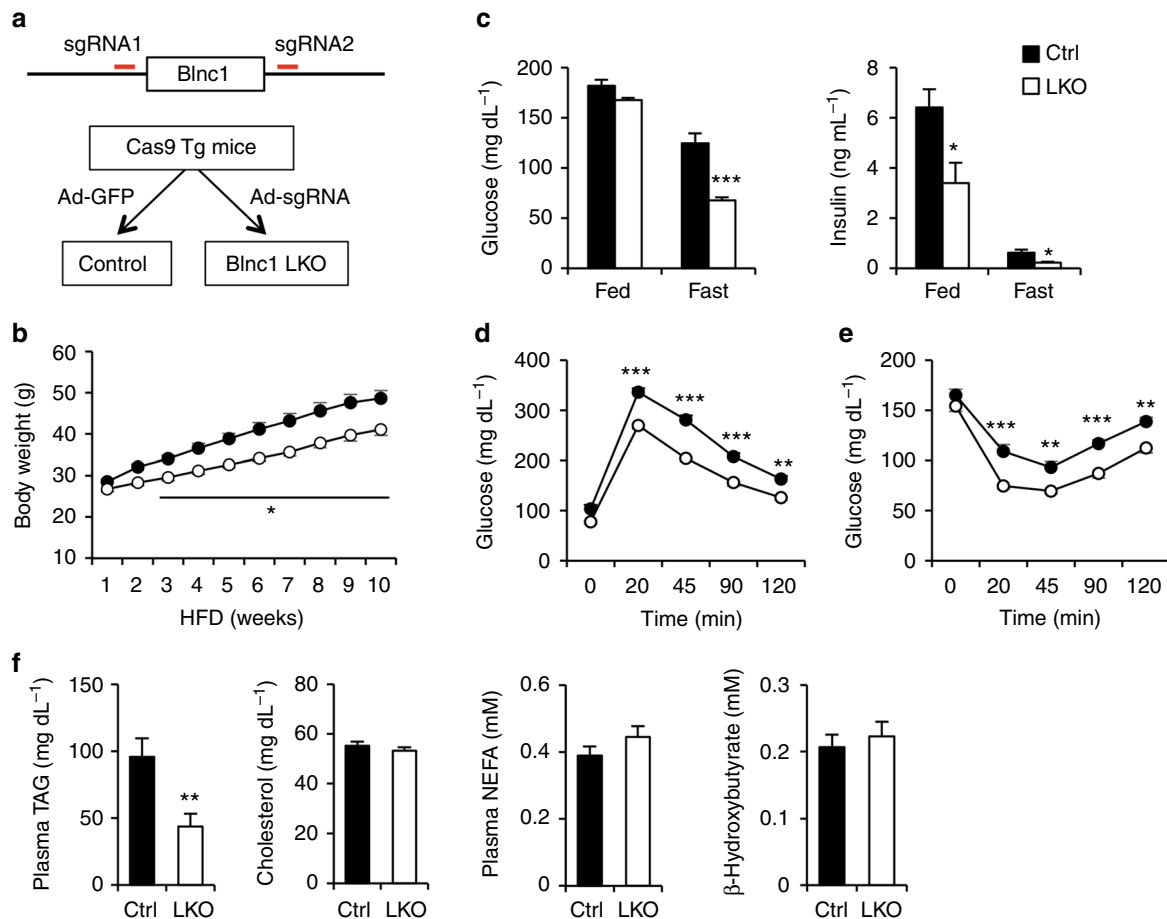 a
sgRNA1
sgRNA2
Blnc1
Cas9 Tg mice
Ad-GFP
Ad-sgRNA
Control
Blnc1 LKO
b
Body weight (g)
60
50
40
30
20
10
1 2 3 4 5 6 7 8 9 10
HFD (weeks)
*
c
Glucose (mg dL−1)
200
150
100
50
0
***
Fed Fast
Insulin (ng mL−1)
8
6
4
2
0
*
*
Fed Fast
Ctrl
LKO
d
Glucose (mg dL−1)
400
300
200
100
0
***
***
***
**
0 20 45 90 120
Time (min)
e
Glucose (mg dL−1)
200
150
100
50
0
***
**
***
**
0 20 45 90 120
Time (min)
f
Plasma TAG (mg dL−1)
150
100
50
0
**
Ctrl LKO
Cholesterol (mg dL−1)
80
60
40
20
0
Ctrl LKO
Plasma NEFA (mM)
0.6
0.4
0.2
0
Ctrl LKO
β-Hydroxybutyrate (mM)
0.3
0.2
0.1
0
Ctrl LKO